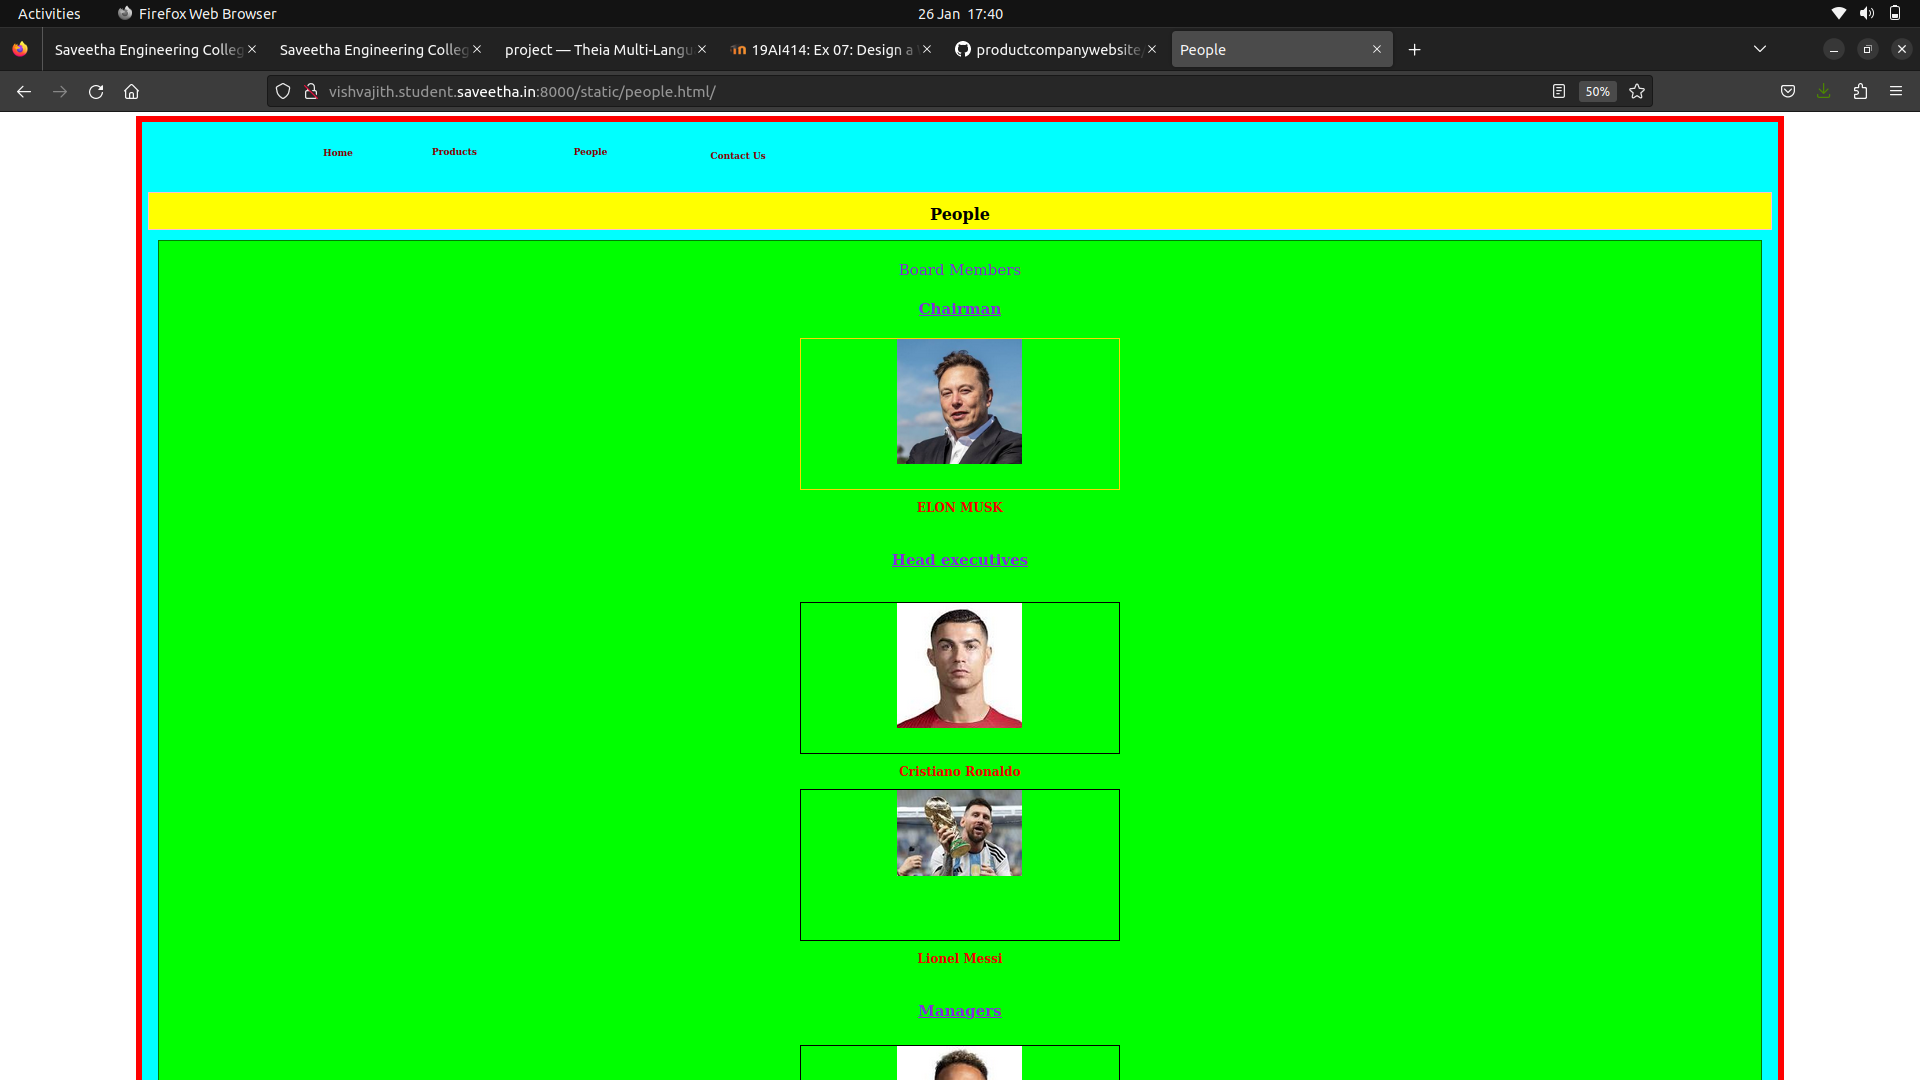 Activities Firefox Web Browser 26 Jan 17:40
Saveetha Engineering Colleg Saveetha Engineering Colleg project — Theia Multi-Langu 19AI414: Ex 07: Design a productcompanywebsite/ People
vishvajith.student.saveetha.in:8000/static/people.html/ 50%
Home Products People Contact Us
People
Board Members
Chairman
ELON MUSK
Head executives
Cristiano Ronaldo
Lionel Messi
Managers